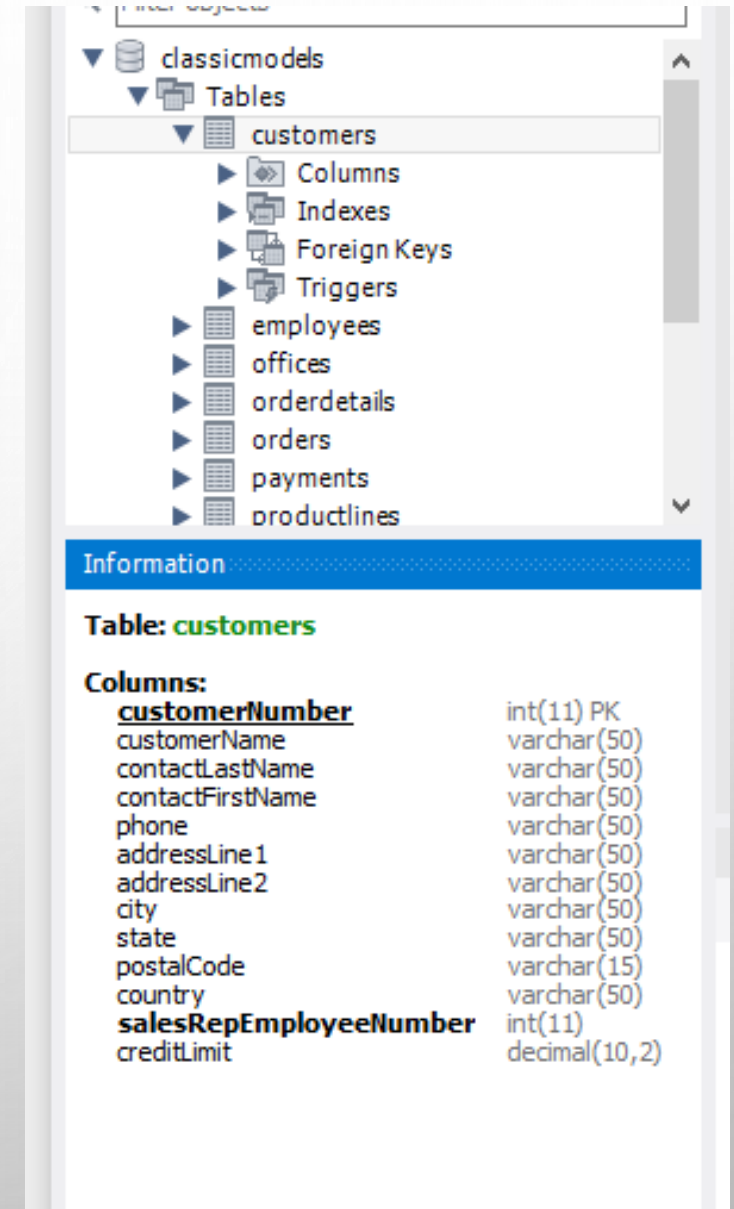 Filter objects
classicmodels
Tables
customers
Columns
Indexes
Foreign Keys
Triggers
employees
offices
orderdetails
orders
payments
productlines
Information
Table: customers
Columns:
customerNumber int(11) PK
customerName varchar(50)
contactLastName varchar(50)
contactFirstName varchar(50)
phone varchar(50)
addressLine1 varchar(50)
addressLine2 varchar(50)
city varchar(50)
state varchar(50)
postalCode varchar(15)
country varchar(50)
salesRepEmployeeNumber int(11)
creditLimit decimal(10,2)